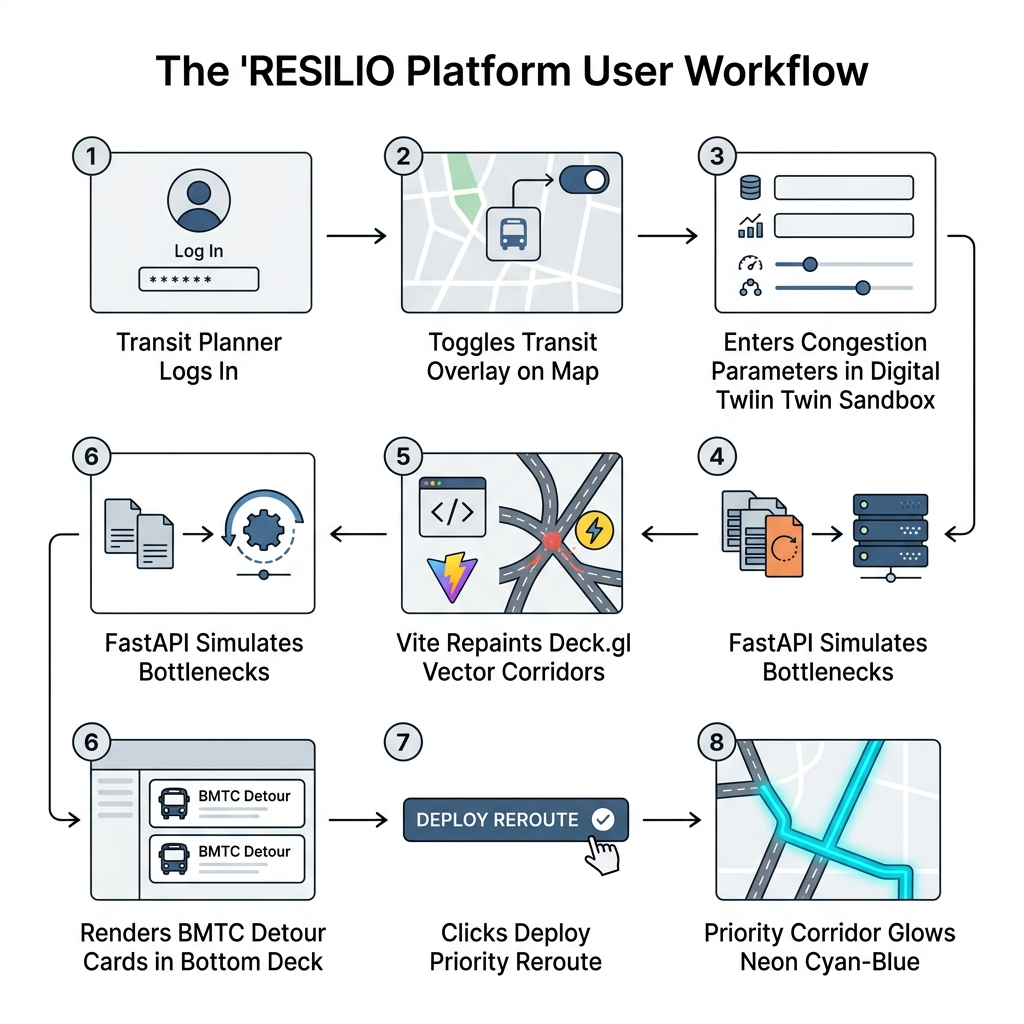 The 'RESILIO Platform User Workflow
1
Log In
******
Transit Planner
Logs In
2
Toggles Transit
Overlay on Map
3
Enters Congestion
Parameters in Digital
Twlin Twin Sandbox
6
FastAPI Simulates
Bottlenecks
5
</>
Vite Repaints Deck.gl
Vector Corridors
4
FastAPI Simulates
Bottlenecks
6
BMTC Detour
BMTC Detour
Renders BMTC Detour
Cards in Bottom Deck
7
DEPLOY REROUTE
Clicks Deploy
Priority Reroute
8
Priority Corridor Glows
Neon Cyan-Blue